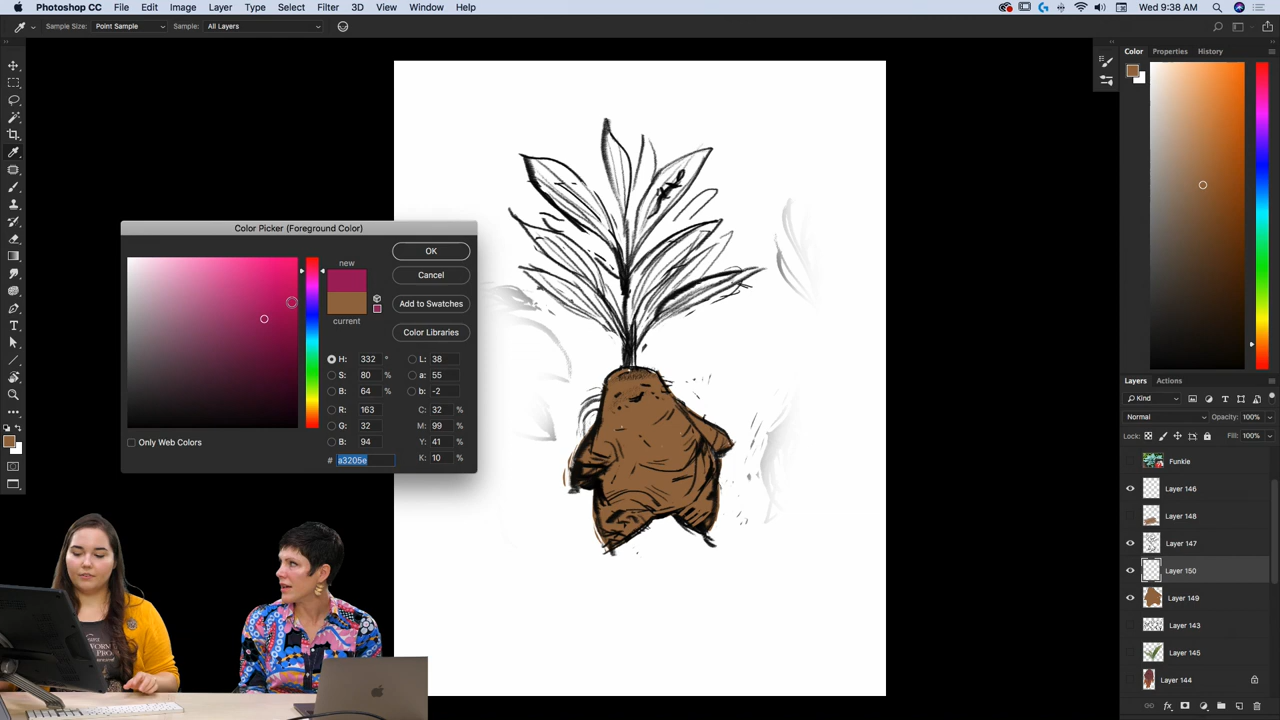 Photoshop CC File Edit Image Layer Type Select Filter 3D View Window Help Wed 9:38 AM
Sample Size: Point Sample Sample: All Layers
Color Properties History
Color Picker (Foreground Color)
new
OK
Cancel
Add to Swatches
current
Color Libraries
H: 332 ° L: 38
S: 80 % a: 55
B: 64 % b: -2
R: 163 C: 32 %
G: 32 M: 99 %
B: 94 Y: 41 %
Only Web Colors
# a3205e K: 10 %
Layers Actions
Kind
Normal Opacity: 100%
Lock: Fill: 100%
Funkie
Layer 146
Layer 148
Layer 147
Layer 150
Layer 149
Layer 143
Layer 145
Layer 144